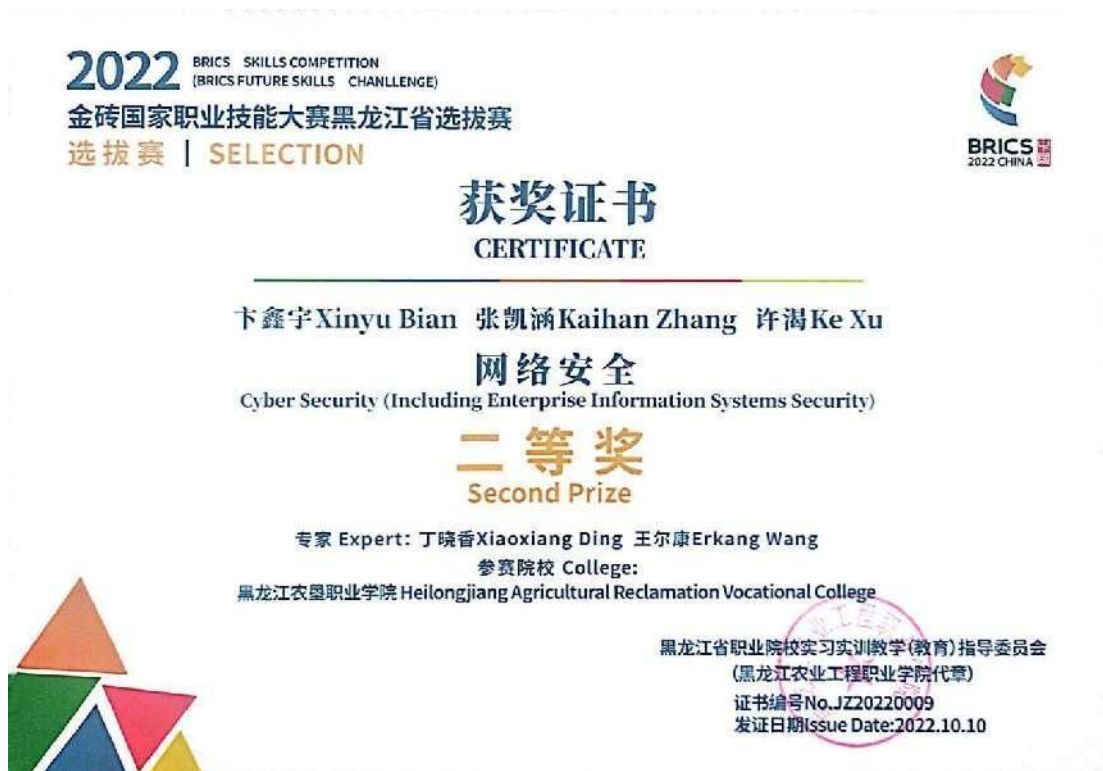 2022 BRICS SKILLS COMPETITION
(BRICS FUTURE SKILLS CHANLLENGE)
金砖国家职业技能大赛黑龙江省选拔赛
选拔赛 | SELECTION
BRICS 中国
2022 CHINA
获奖证书
CERTIFICATE
卞鑫宇Xinyu Bian 张凯涵Kaihan Zhang 许渴Ke Xu
网络安全
Cyber Security (Including Enterprise Information Systems Security)
二等奖
Second Prize
专家 Expert: 丁晓香Xiaoxiang Ding 王尔康Erkang Wang
参赛院校 College:
黑龙江农垦职业学院 Heilongjiang Agricultural Reclamation Vocational College
黑龙江省职业院校实习实训教学(教育)指导委员会
(黑龙江农业工程职业学院代章)
证书编号No.JZ20220009
发证日期Issue Date:2022.10.10